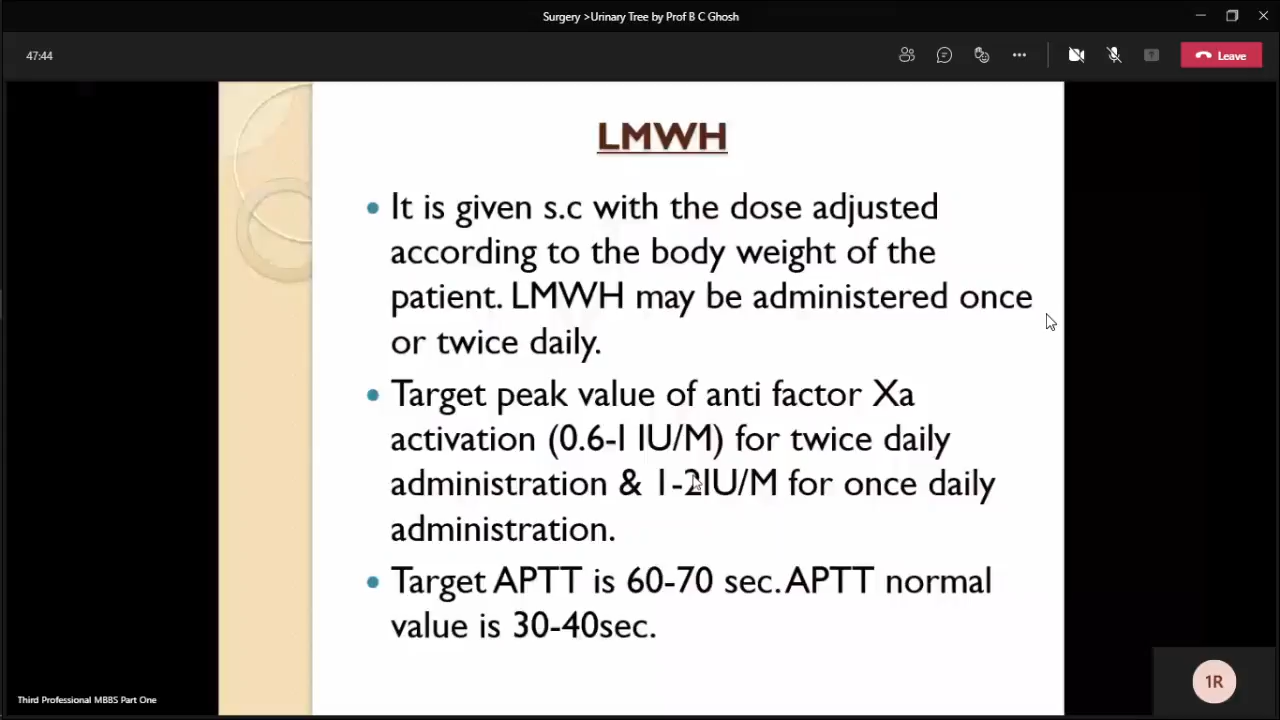 Surgery >Urinary Tree by Prof B C Ghosh
47:44
Leave
LMWH
It is given s.c with the dose adjusted
according to the body weight of the
patient. LMWH may be administered once
or twice daily.
Target peak value of anti factor Xa
activation (0.6-1 IU/M) for twice daily
administration & 1-2IU/M for once daily
administration.
Target APTT is 60-70 sec.APTT normal
value is 30-40sec.
Third Professional MBBS Part One
1R